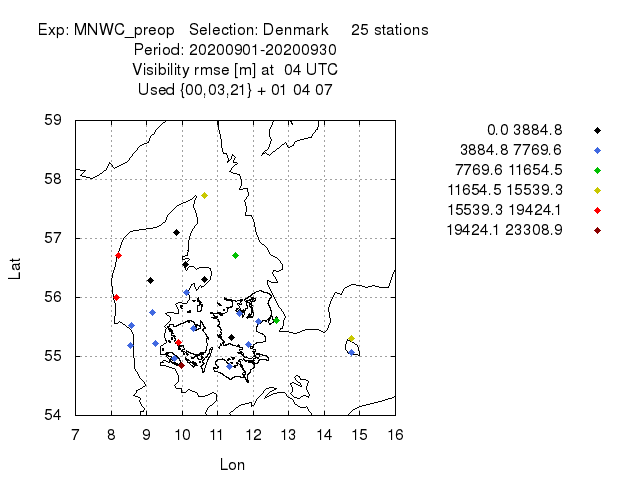 Exp: MNWC_preop Selection: Denmark 25 stations
Period: 20200901-20200930
Visibility rmse [m] at 04 UTC
Used {00,03,21} + 01 04 07
0.0 3884.8
3884.8 7769.6
7769.6 11654.5
11654.5 15539.3
15539.3 19424.1
19424.1 23308.9
59
58
57
56
55
54
Lat
7 8 9 10 11 12 13 14 15 16
Lon